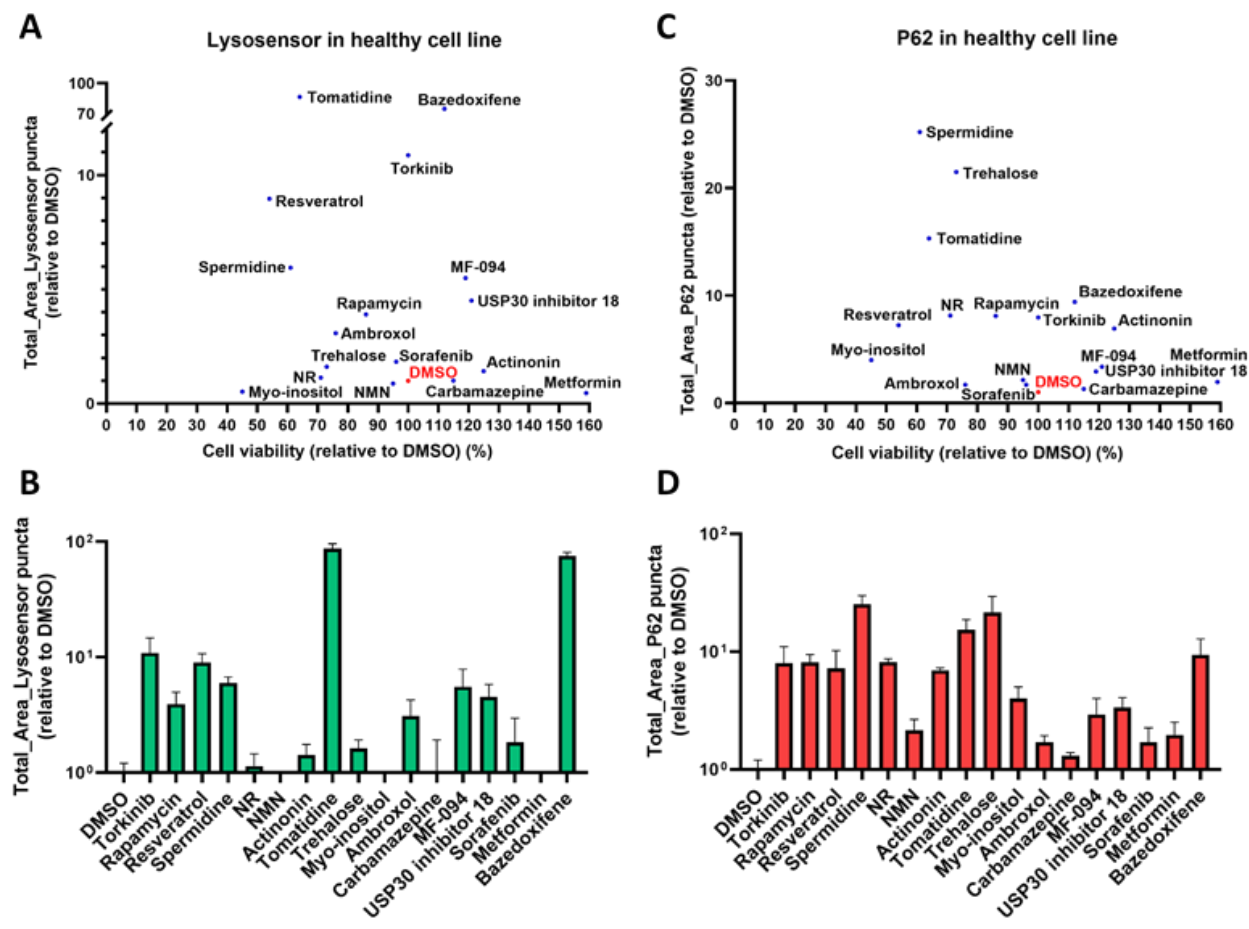 A
Lysosensor in healthy cell line
Total_Area_Lysosensor puncta
(relative to DMSO)
100
70
10
0
Tomatidine
Bazedoxifene
Torkinib
Resveratrol
Spermidine
MF-094
USP30 inhibitor 18
Rapamycin
Ambroxol
Trehalose
Sorafenib
Actinonin
NR
DMSO
Metformin
Myo-inositol
NMN
Carbamazepine
0 10 20 30 40 50 60 70 80 90 100 110 120 130 140 150 160
Cell viability (relative to DMSO) (%)
C
P62 in healthy cell line
Total_Area_P62 puncta (relative to DMSO)
30
20
10
0
Spermidine
Trehalose
Tomatidine
Bazedoxifene
NR
Rapamycin
Resveratrol
Torkinib
Actinonin
Myo-inositol
MF-094
Metformin
NMN
USP30 inhibitor 18
Ambroxol
DMSO
Carbamazepine
Sorafenib
0 10 20 30 40 50 60 70 80 90 100 110 120 130 140 150 160
Cell viability (relative to DMSO) (%)
B
Total_Area_Lysosensor puncta
(relative to DMSO)
10²
10¹
10⁰
DMSO
Torkinib
Rapamycin
Resveratrol
Spermidine
NR
NMN
Actinonin
Tomatidine
Trehalose
Myo-inositol
Ambroxol
Carbamazepine
MF-094
USP30 inhibitor 18
Sorafenib
Metformin
Bazedoxifene
D
Total_Area_P62 puncta
(relative to DMSO)
10²
10¹
10⁰
DMSO
Torkinib
Rapamycin
Resveratrol
Spermidine
NR
NMN
Actinonin
Tomatidine
Trehalose
Myo-inositol
Ambroxol
Carbamazepine
MF-094
USP30 inhibitor 18
Sorafenib
Metformin
Bazedoxifene